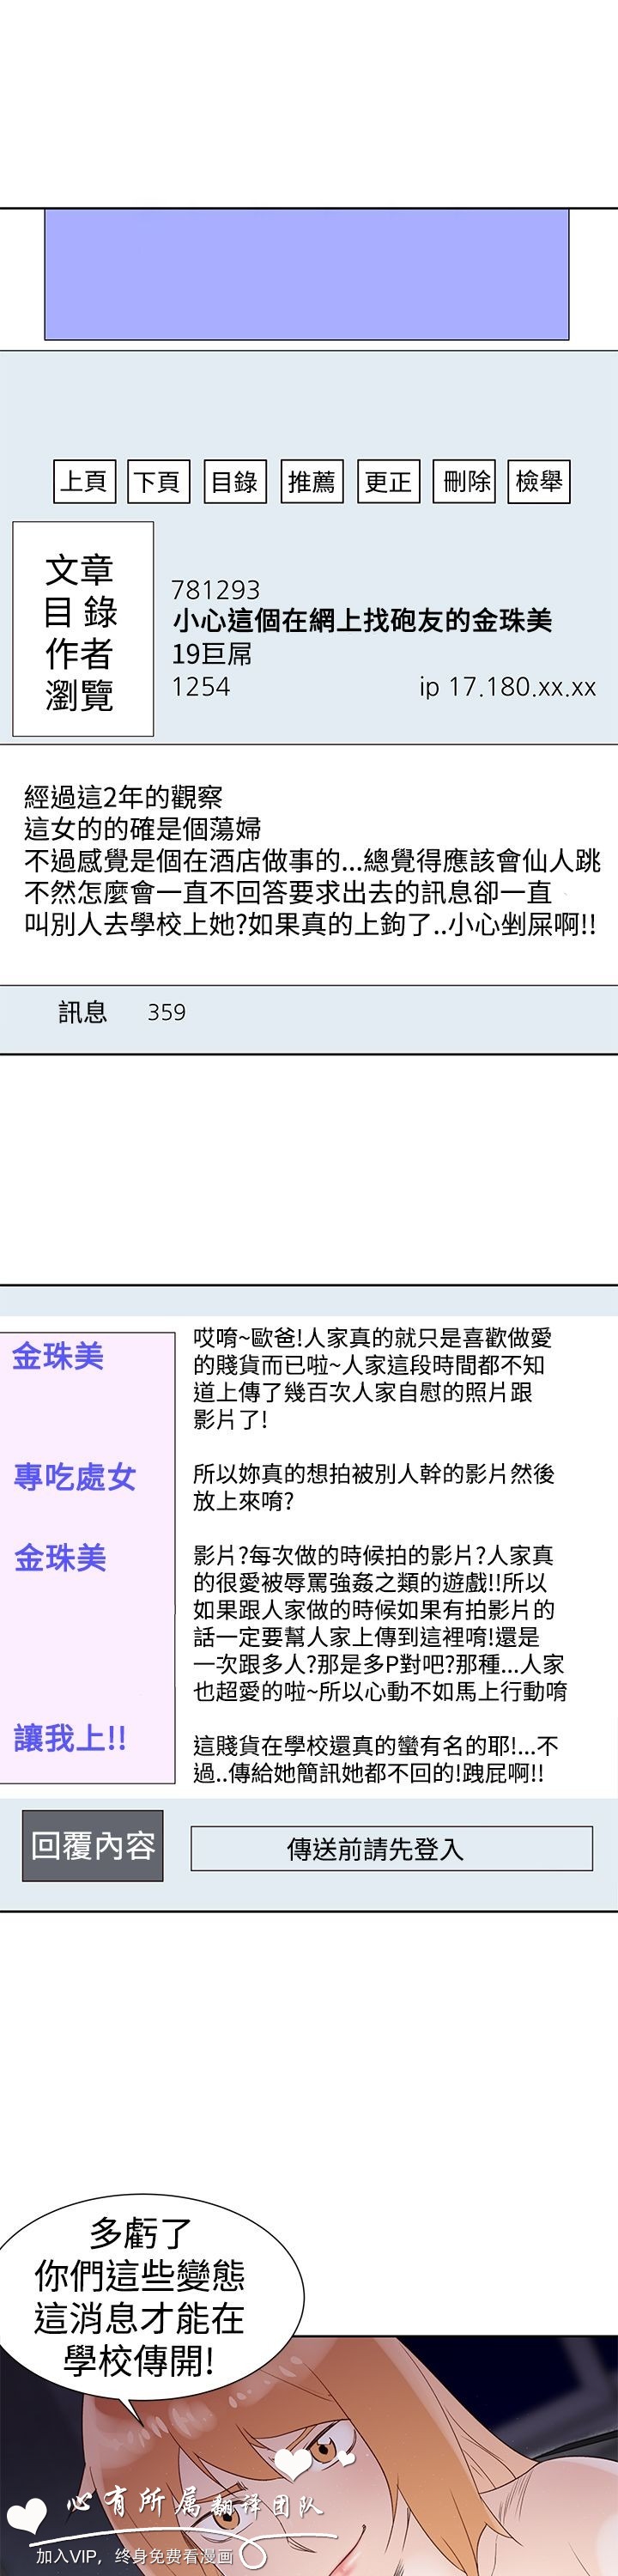 上頁 下頁 目錄 推薦 更正 刪除 檢舉
文章
目錄
作者
瀏覽
781293
小心這個在網上找砲友的金珠美
19巨屌
1254 ip 17.180.xx.xx
經過這2年的觀察
這女的的確是個蕩婦
不過感覺是個在酒店做事的...總覺得應該會仙人跳
不然怎麼會一直不回答要求出去的訊息卻一直
叫別人去學校上她?如果真的上鉤了..小心剉屎啊!!
訊息 359
金珠美
哎唷~歐爸!人家真的就只是喜歡做愛
的賤貨而已啦~人家這段時間都不知
道上傳了幾百次人家自慰的照片跟
影片了!
專吃處女
所以妳真的想拍被別人幹的影片然後
放上來唷?
金珠美
影片?每次做的時候拍的影片?人家真
的很愛被辱罵強姦之類的遊戲!!所以
如果跟人家做的時候如果有拍影片的
話一定要幫人家上傳到這裡唷!還是
一次跟多人?那是多P對吧?那種...人家
也超愛的啦~所以心動不如馬上行動唷
讓我上!!
這賤貨在學校還真的蠻有名的耶!...不
過..傳給她簡訊她都不回的!跩屁啊!!
回覆內容 傳送前請先登入
多虧了
你們這些變態
這消息才能在
學校傳開!
心有所属翻译团队
加入VIP，终身免费看漫画